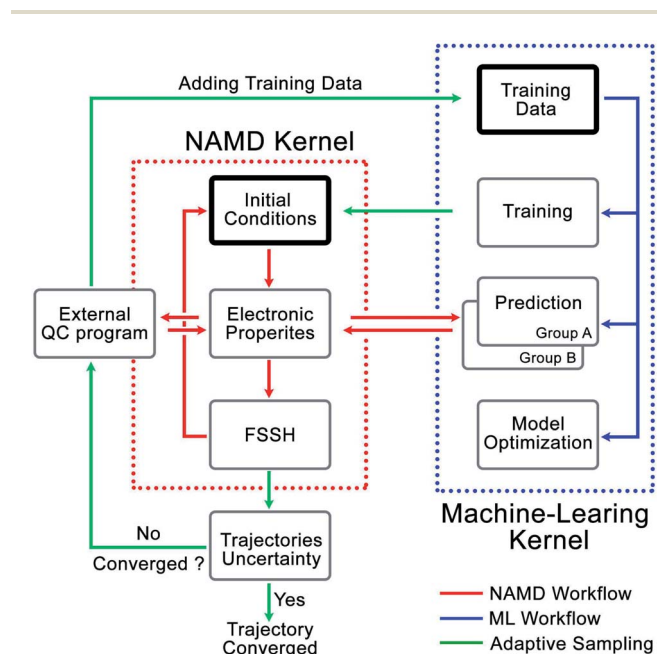 Adding Training Data
Training
Data
NAMD Kernel
Initial
Conditions
Training
External
QC program
Electronic
Properites
Prediction
Group A
Group B
FSSH
Model
Optimization
Machine-Learing
Kernel
No
Converged ?
Trajectories
Uncertainty
Yes
Trajectory
Converged
NAMD Workflow
ML Workflow
Adaptive Sampling